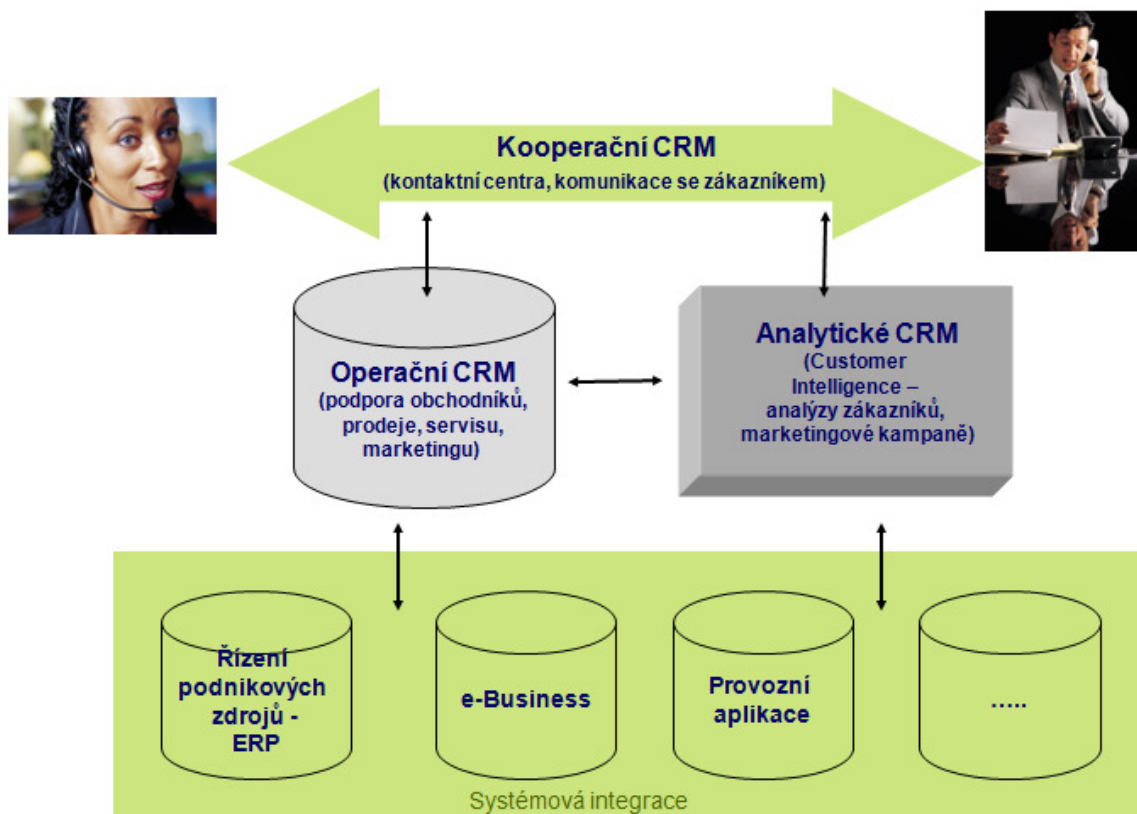 Kooperační CRM
(kontaktní centra, komunikace se zákazníkem)
Operační CRM
(podpora obchodníků,
prodeje, servisu,
marketingu)
Analytické CRM
(Customer
Intelligence –
analýzy zákazníků,
marketingové kampaně)
Řízení
podnikových
zdrojů -
ERP
e-Business
Provozní
aplikace
.....
Systémová integrace